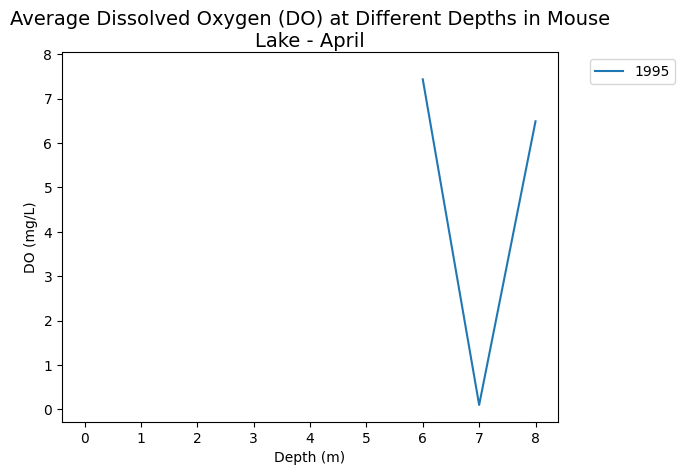 Average Dissolved Oxygen (DO) at Different Depths in Mouse
Lake - April
1995
8
7
6
5
4
3
2
1
0
DO (mg/L)
0 1 2 3 4 5 6 7 8
Depth (m)